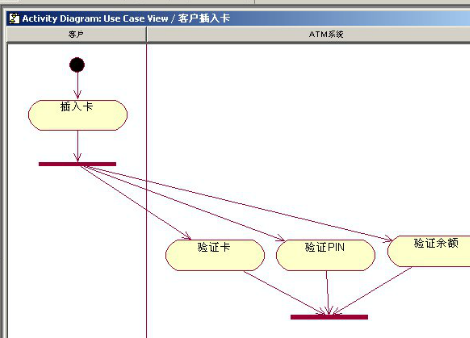 Activity Diagram: Use Case View / 客户插入卡
客户
ATM系统
插入卡
验证卡
验证PIN
验证余额